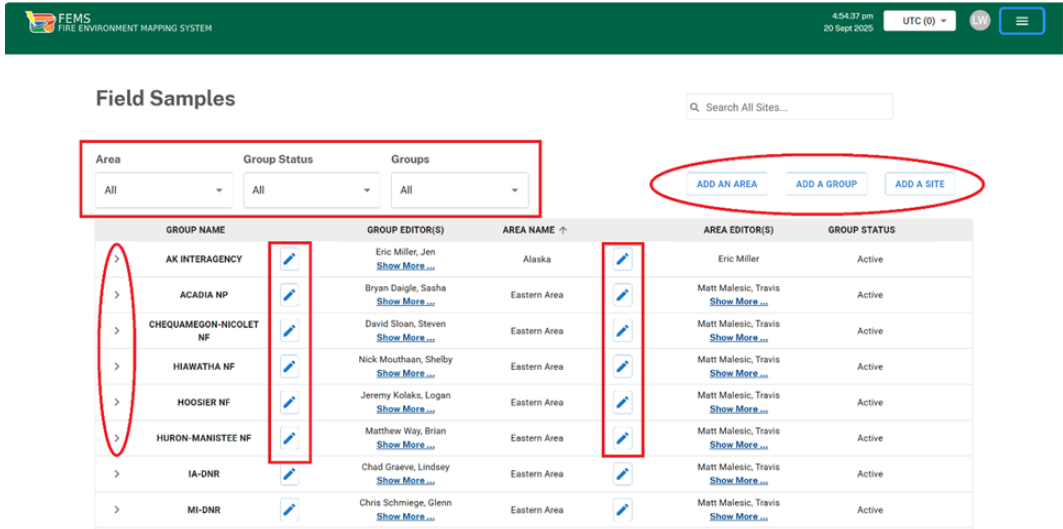 FEMS
FIRE ENVIRONMENT MAPPING SYSTEM
4:54:37 pm
20 Sept 2025
UTC (0)
LW
Field Samples
Search All Sites...
Area Group Status Groups
All All All
ADD AN AREA ADD A GROUP ADD A SITE
GROUP NAME GROUP EDITOR(S) AREA NAME ↑ AREA EDITOR(S) GROUP STATUS
AK INTERAGENCY Eric Miller, Jen Show More ... Alaska Eric Miller Active
ACADIA NP Bryan Daigle, Sasha Show More ... Eastern Area Matt Malesic, Travis Show More ... Active
CHEQUAMEGON-NICOLET NF David Sloan, Steven Show More ... Eastern Area Matt Malesic, Travis Show More ... Active
HIAWATHA NF Nick Mouthaan, Shelby Show More ... Eastern Area Matt Malesic, Travis Show More ... Active
HOOSIER NF Jeremy Kolaks, Logan Show More ... Eastern Area Matt Malesic, Travis Show More ... Active
HURON-MANISTEE NF Matthew Way, Brian Show More ... Eastern Area Matt Malesic, Travis Show More ... Active
IA-DNR Chad Graeve, Lindsey Show More ... Eastern Area Matt Malesic, Travis Show More ... Active
MI-DNR Chris Schmiege, Glenn Show More ... Eastern Area Matt Malesic, Travis Show More ... Active